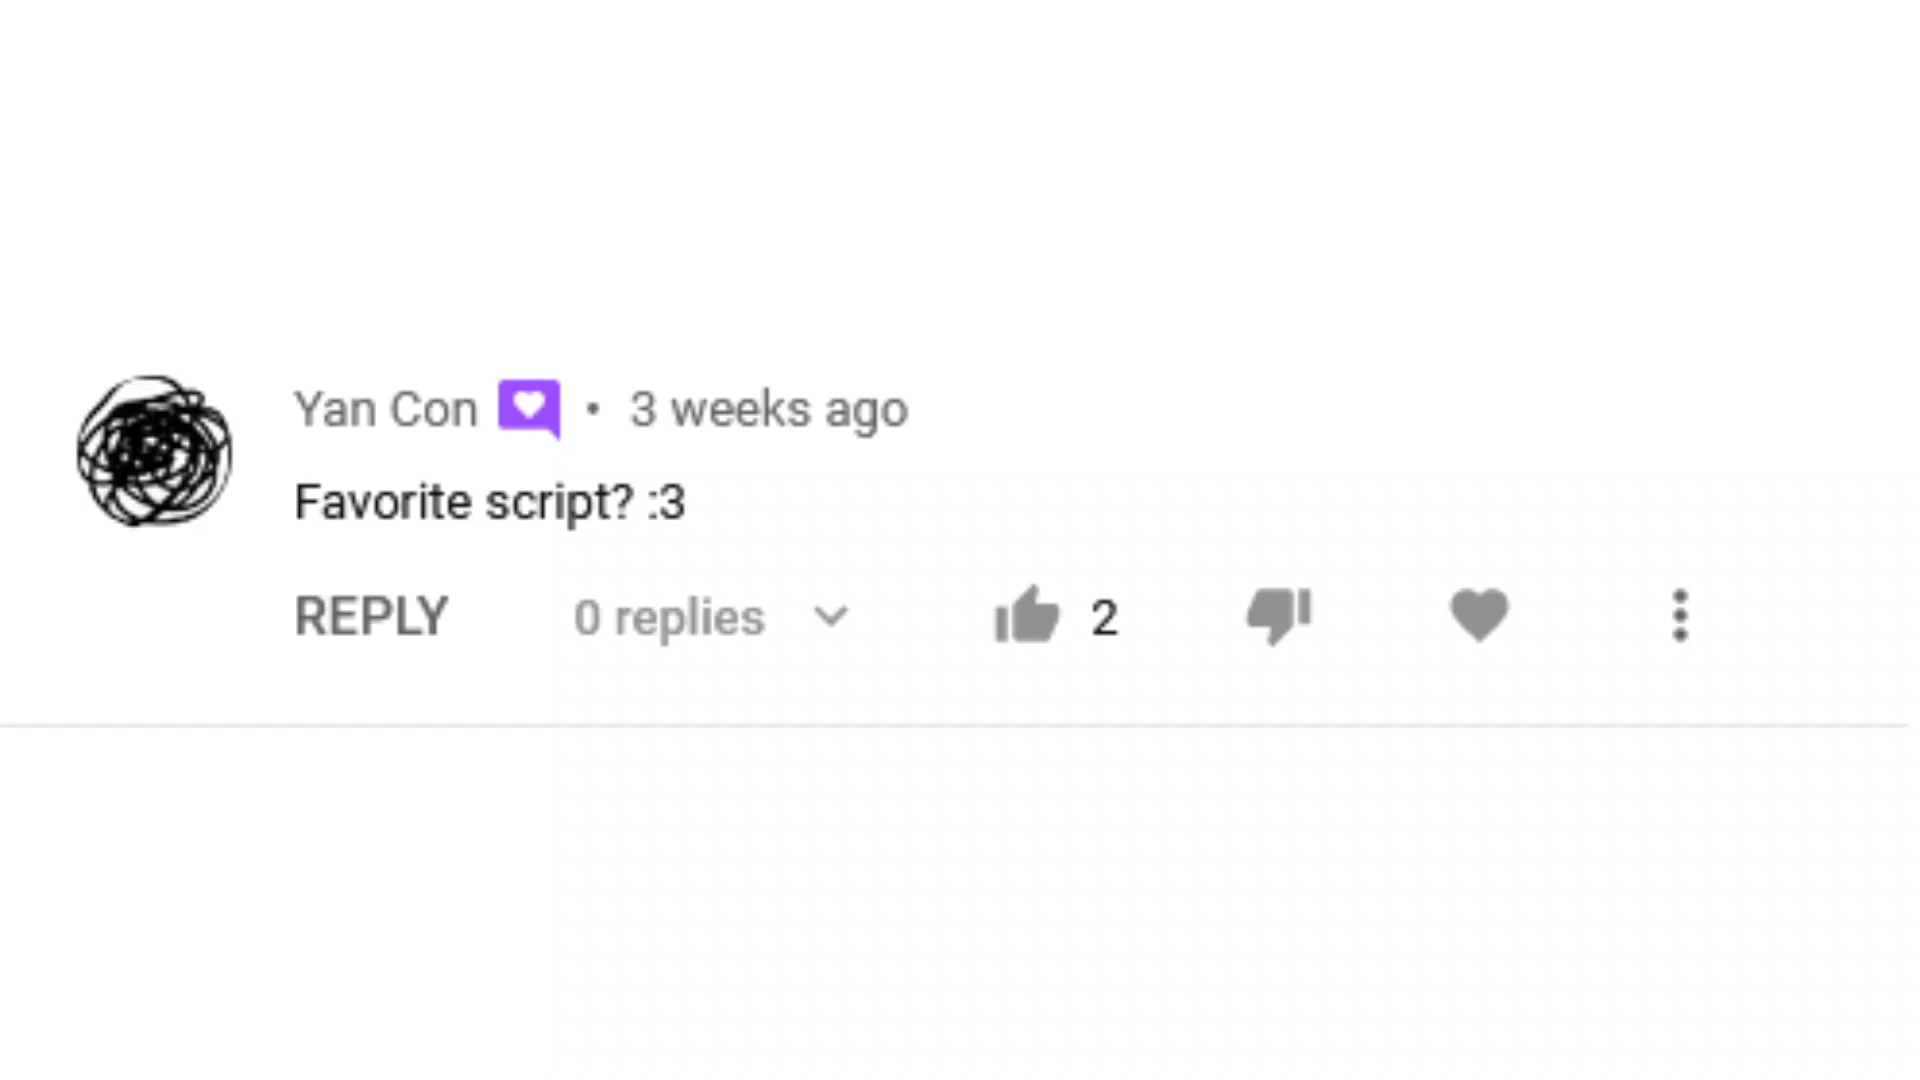 Yan Con • 3 weeks ago
Favorite script? :3
REPLY 0 replies 2